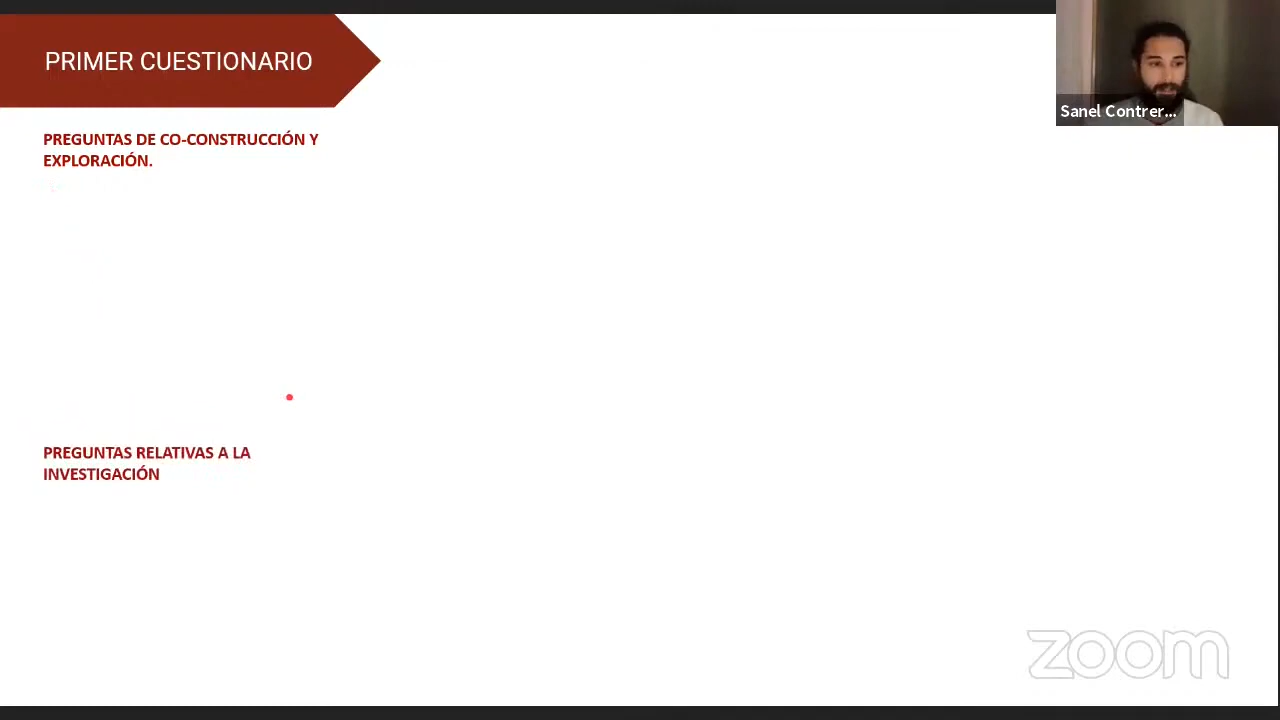 PRIMER CUESTIONARIO
Sanel Contrer...
PREGUNTAS DE CO-CONSTRUCCIÓN Y
EXPLORACIÓN.
PREGUNTAS RELATIVAS A LA
INVESTIGACIÓN
zoom